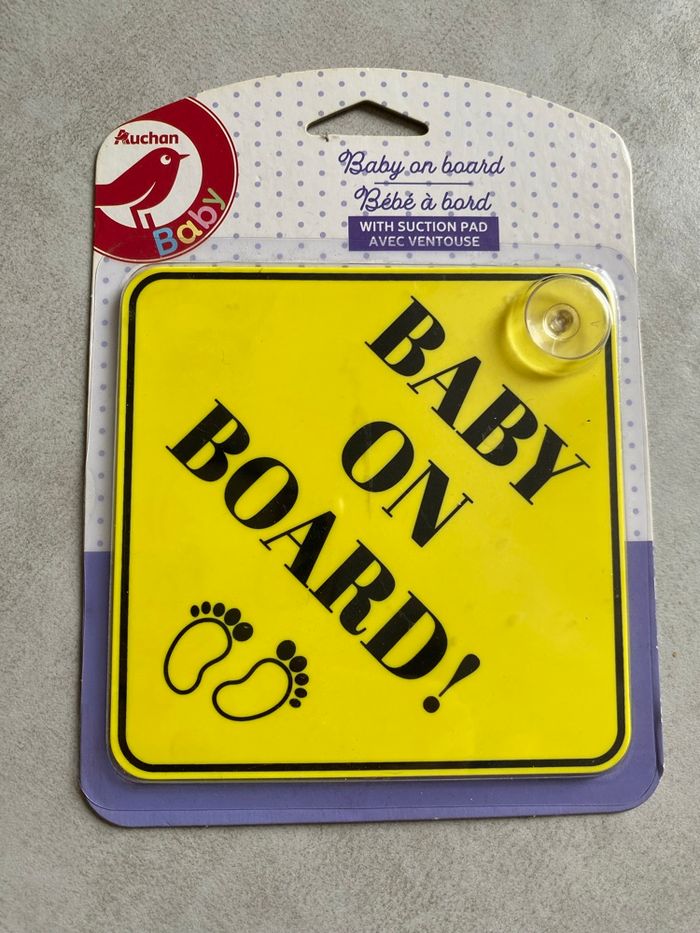 Auchan
Baby
Baby on board
Bébé à bord
WITH SUCTION PAD
AVEC VENTOUSE
BABY
ON
BOARD!